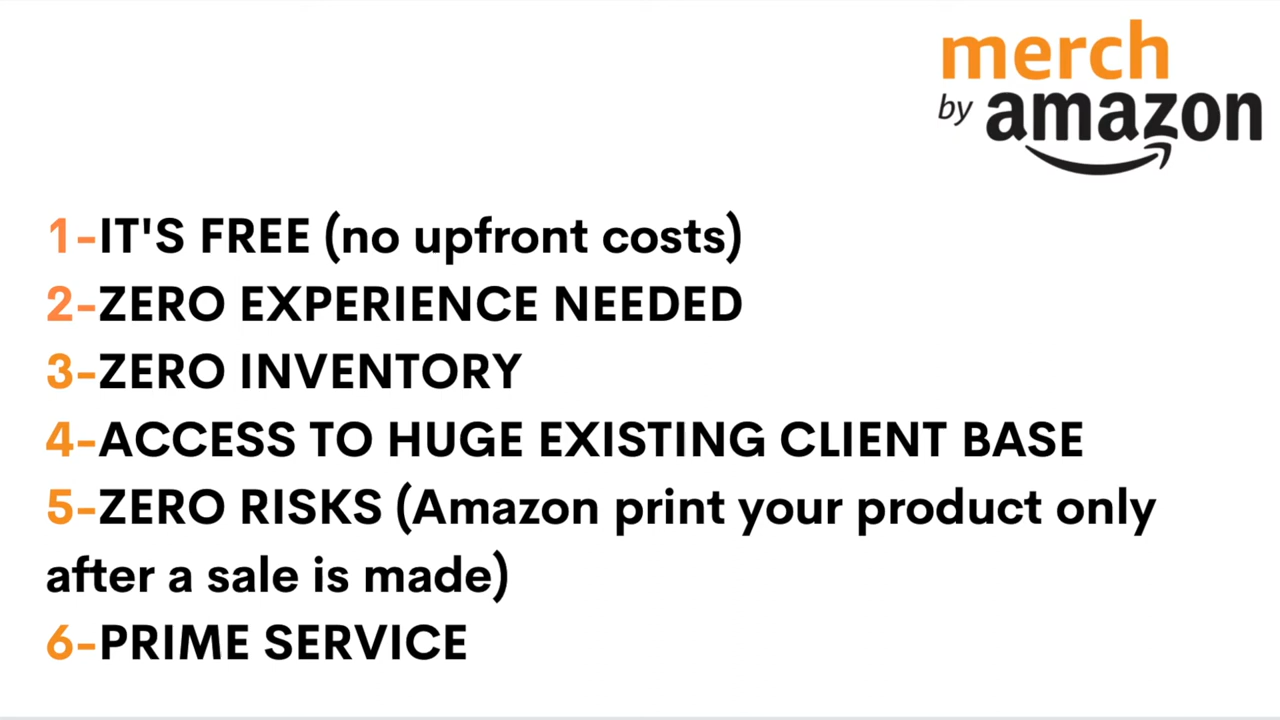 merch
by amazon
1-IT'S FREE (no upfront costs)
2-ZERO EXPERIENCE NEEDED
3-ZERO INVENTORY
4-ACCESS TO HUGE EXISTING CLIENT BASE
5-ZERO RISKS (Amazon print your product only
after a sale is made)
6-PRIME SERVICE